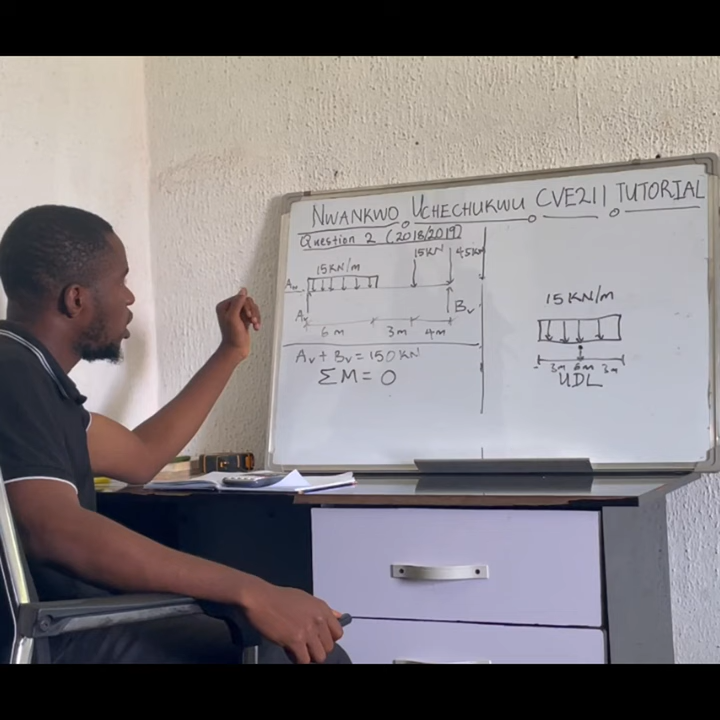 NWANKWO UCHECHUKWU CVE211 TUTORIAL
Question 2 (2018/2019)
15KN/m
15KN
45KN
Av
Bv
6m
3m
4m
Av + Bv = 150KN
ΣM = 0
15KN/m
3m 6m 3m
UDL